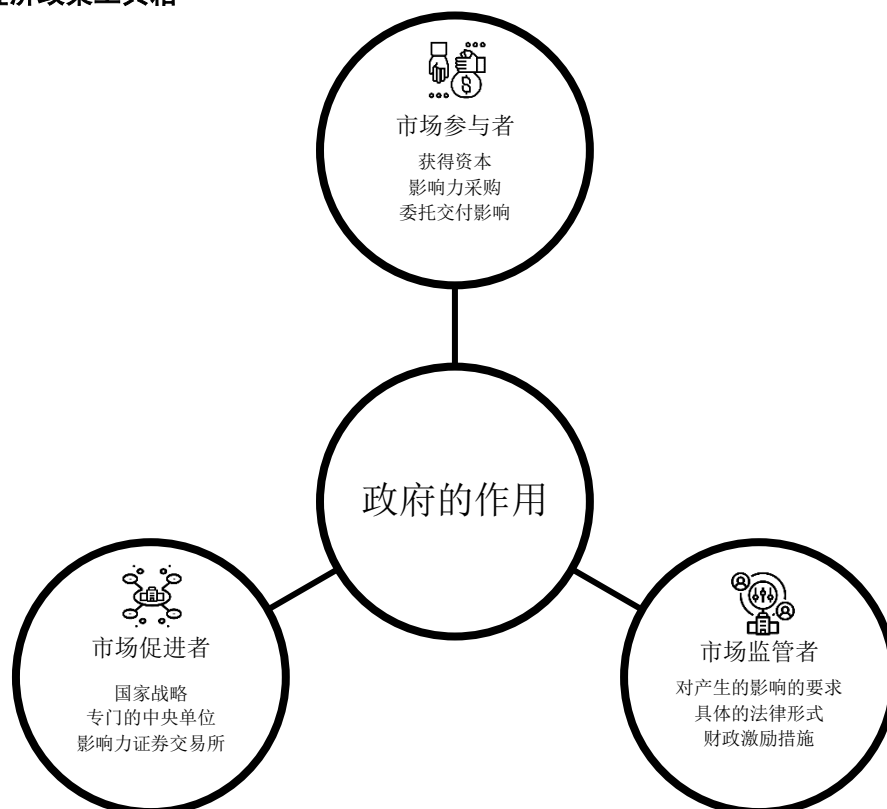 市场参与者
获得资本
影响力采购
委托交付影响
政府的作用
市场促进者
国家战略
专门的中央单位
影响力证券交易所
市场监管者
对产生的影响的要求
具体的法律形式
财政激励措施